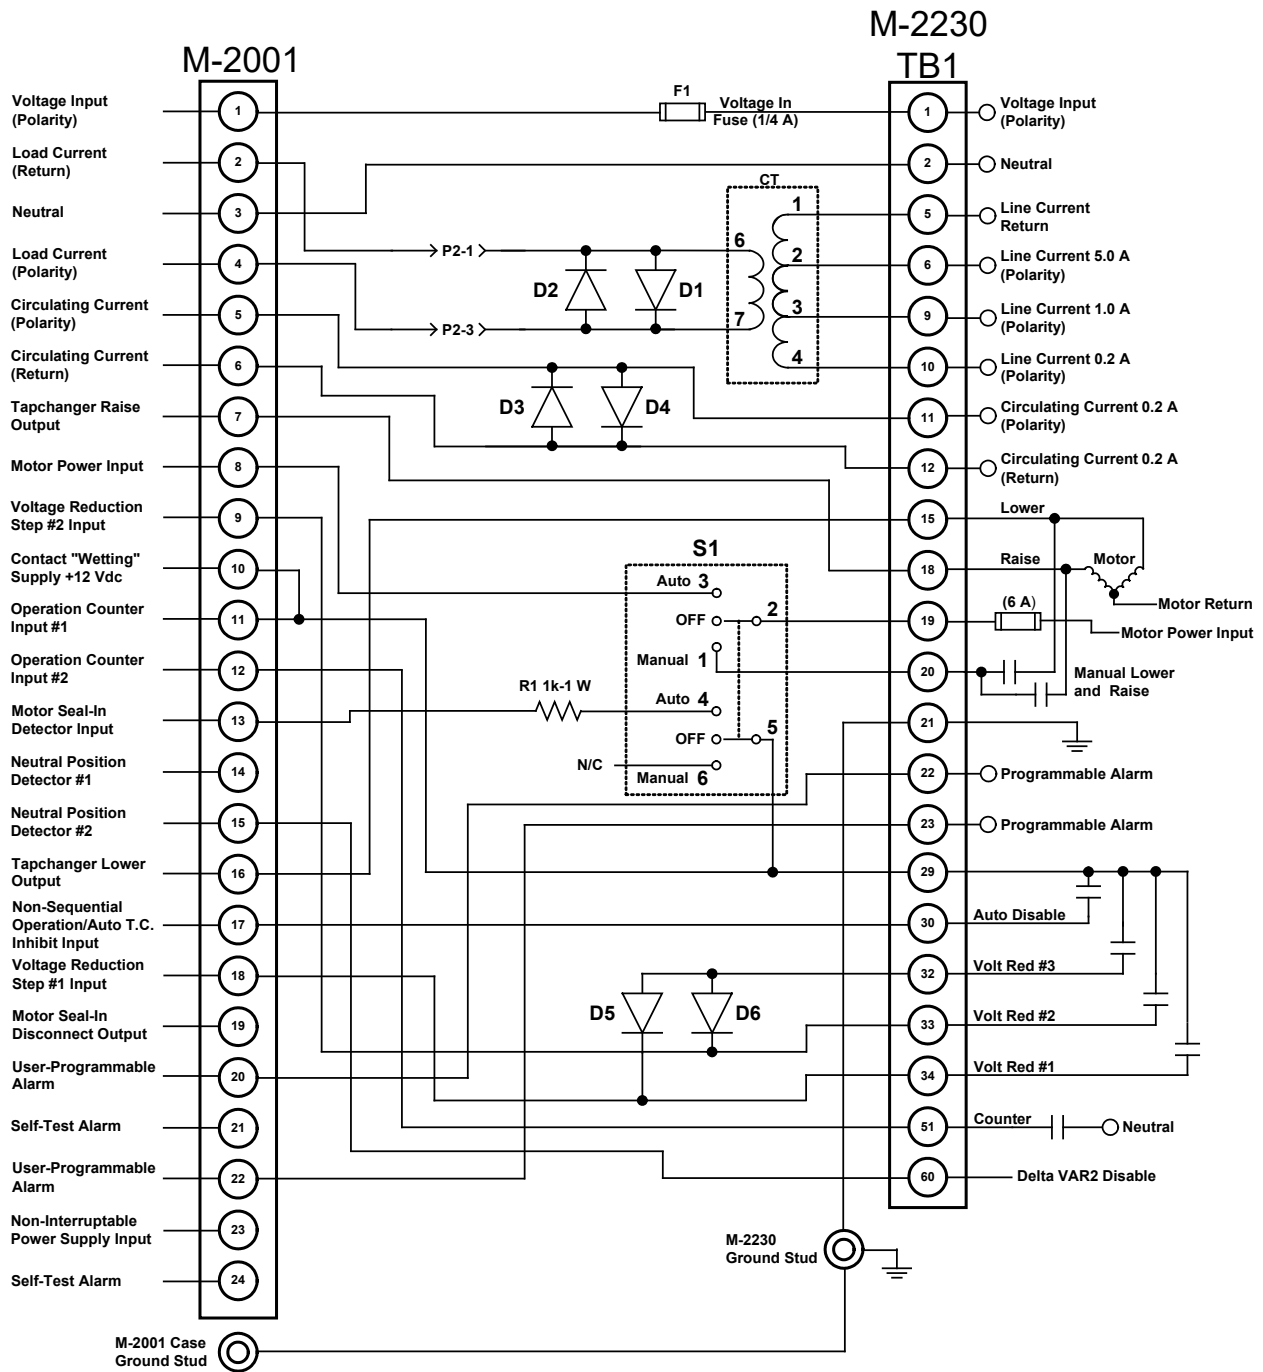 M-2001
M-2230
TB1
Voltage Input
(Polarity)
1
Load Current
(Return)
2
Neutral
3
Load Current
(Polarity)
4
Circulating Current
(Polarity)
5
Circulating Current
(Return)
6
Tapchanger Raise
Output
7
Motor Power Input
8
Voltage Reduction
Step #2 Input
9
Contact "Wetting"
Supply +12 Vdc
10
Operation Counter
Input #1
11
Operation Counter
Input #2
12
Motor Seal-In
Detector Input
13
Neutral Position
Detector #1
14
Neutral Position
Detector #2
15
Tapchanger Lower
Output
16
Non-Sequential
Operation/Auto T.C.
Inhibit Input
17
Voltage Reduction
Step #1 Input
18
Motor Seal-In
Disconnect Output
19
User-Programmable
Alarm
20
Self-Test Alarm
21
User-Programmable
Alarm
22
Non-Interruptable
Power Supply Input
23
Self-Test Alarm
24
M-2001 Case
Ground Stud
F1
Voltage In
Fuse (1/4 A)
CT
1
2
3
4
6
7
P2-1
P2-3
D2
D1
D3
D4
S1
Auto 3
OFF
2
Manual 1
Auto 4
OFF
5
N/C
Manual 6
R1 1k-1 W
D5
D6
M-2230
Ground Stud
1
Voltage Input
(Polarity)
2
Neutral
5
Line Current
Return
6
Line Current 5.0 A
(Polarity)
9
Line Current 1.0 A
(Polarity)
10
Line Current 0.2 A
(Polarity)
11
Circulating Current 0.2 A
(Polarity)
12
Circulating Current 0.2 A
(Return)
15
Lower
18
Raise
Motor
Motor Return
19
(6 A)
Motor Power Input
20
Manual Lower
and Raise
21
22
Programmable Alarm
23
Programmable Alarm
29
30
Auto Disable
32
Volt Red #3
33
Volt Red #2
34
Volt Red #1
51
Counter
Neutral
60
Delta VAR2 Disable